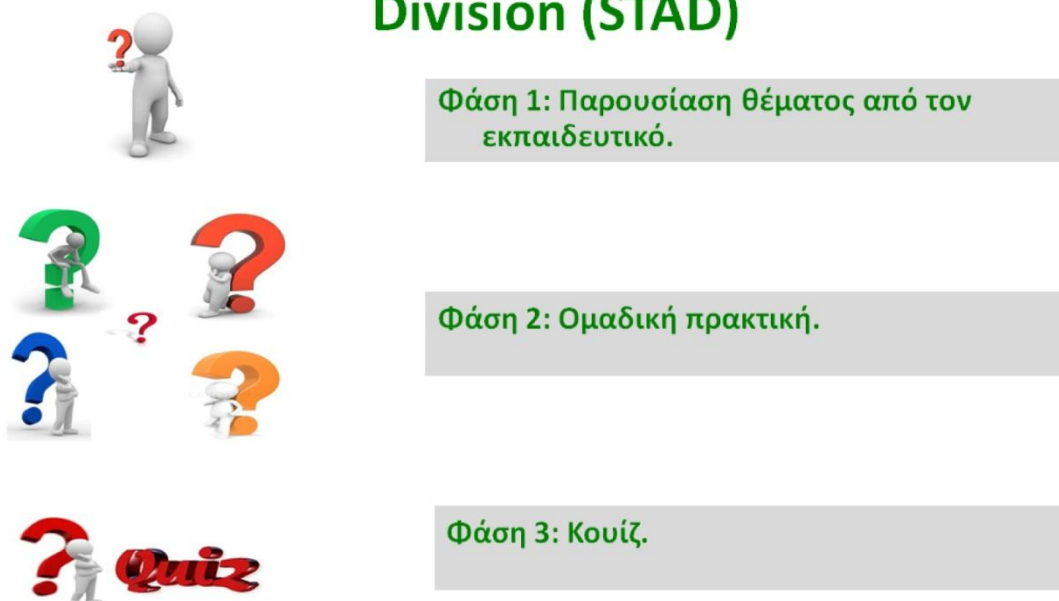 Division (STAD)
Φάση 1: Παρουσίαση θέματος από τον
εκπαιδευτικό.
Φάση 2: Ομαδική πρακτική.
Φάση 3: Κουίζ.
Quiz